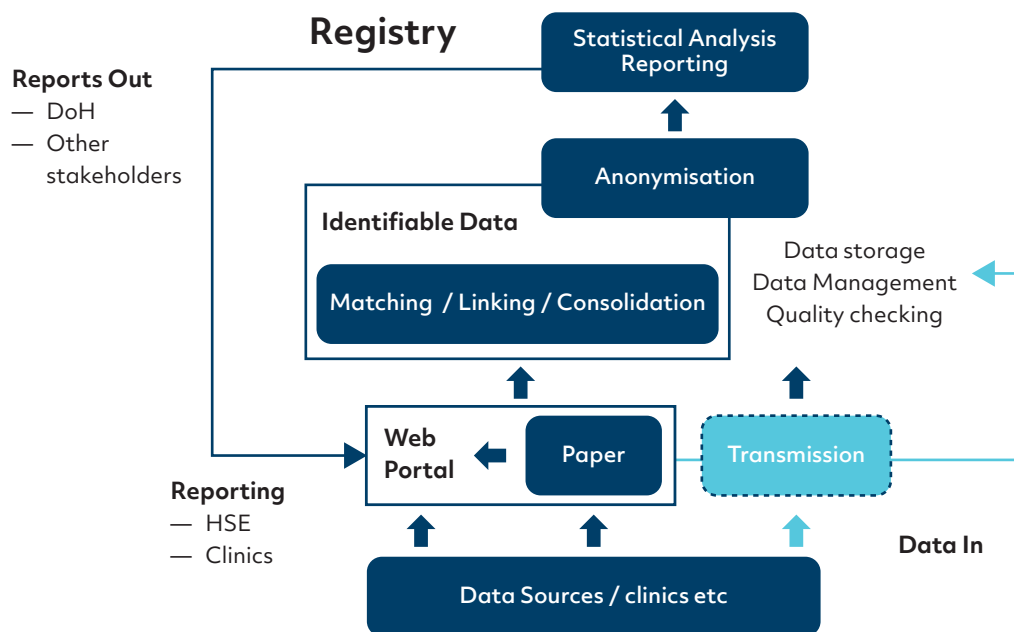 Registry
Statistical Analysis
Reporting
Reports Out
— DoH
— Other
stakeholders
Anonymisation
Identifiable Data
Matching / Linking / Consolidation
Data storage
Data Management
Quality checking
Web
Portal
Paper
Transmission
Reporting
— HSE
— Clinics
Data In
Data Sources / clinics etc